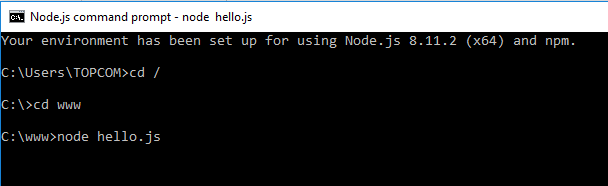 Node.js command prompt - node  hello.js
Your environment has been set up for using Node.js 8.11.2 (x64) and npm.
C:\Users\TOPCOM>cd /
C:\>cd www
C:\www>node hello.js